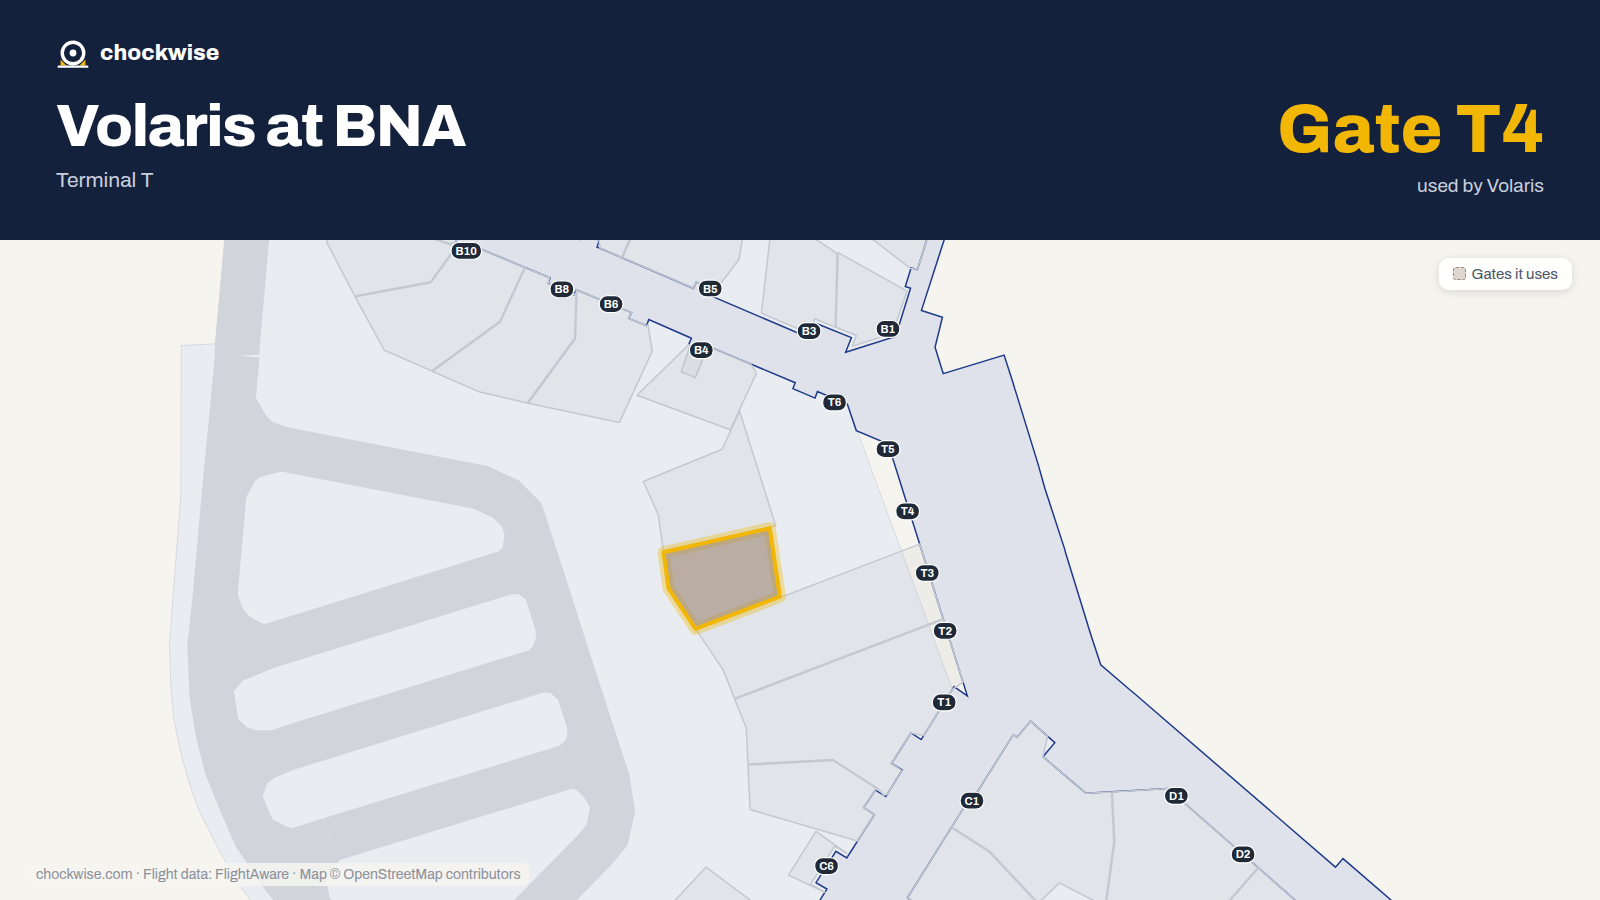 chockwise
Volaris at BNA
Terminal T
Gate T4
used by Volaris
Gates it uses
B10
B8
B6
B5
B4
B3
B1
T6
T5
T4
T3
T2
T1
C1
C6
D1
D2
chockwise.com · Flight data: FlightAware · Map © OpenStreetMap contributors